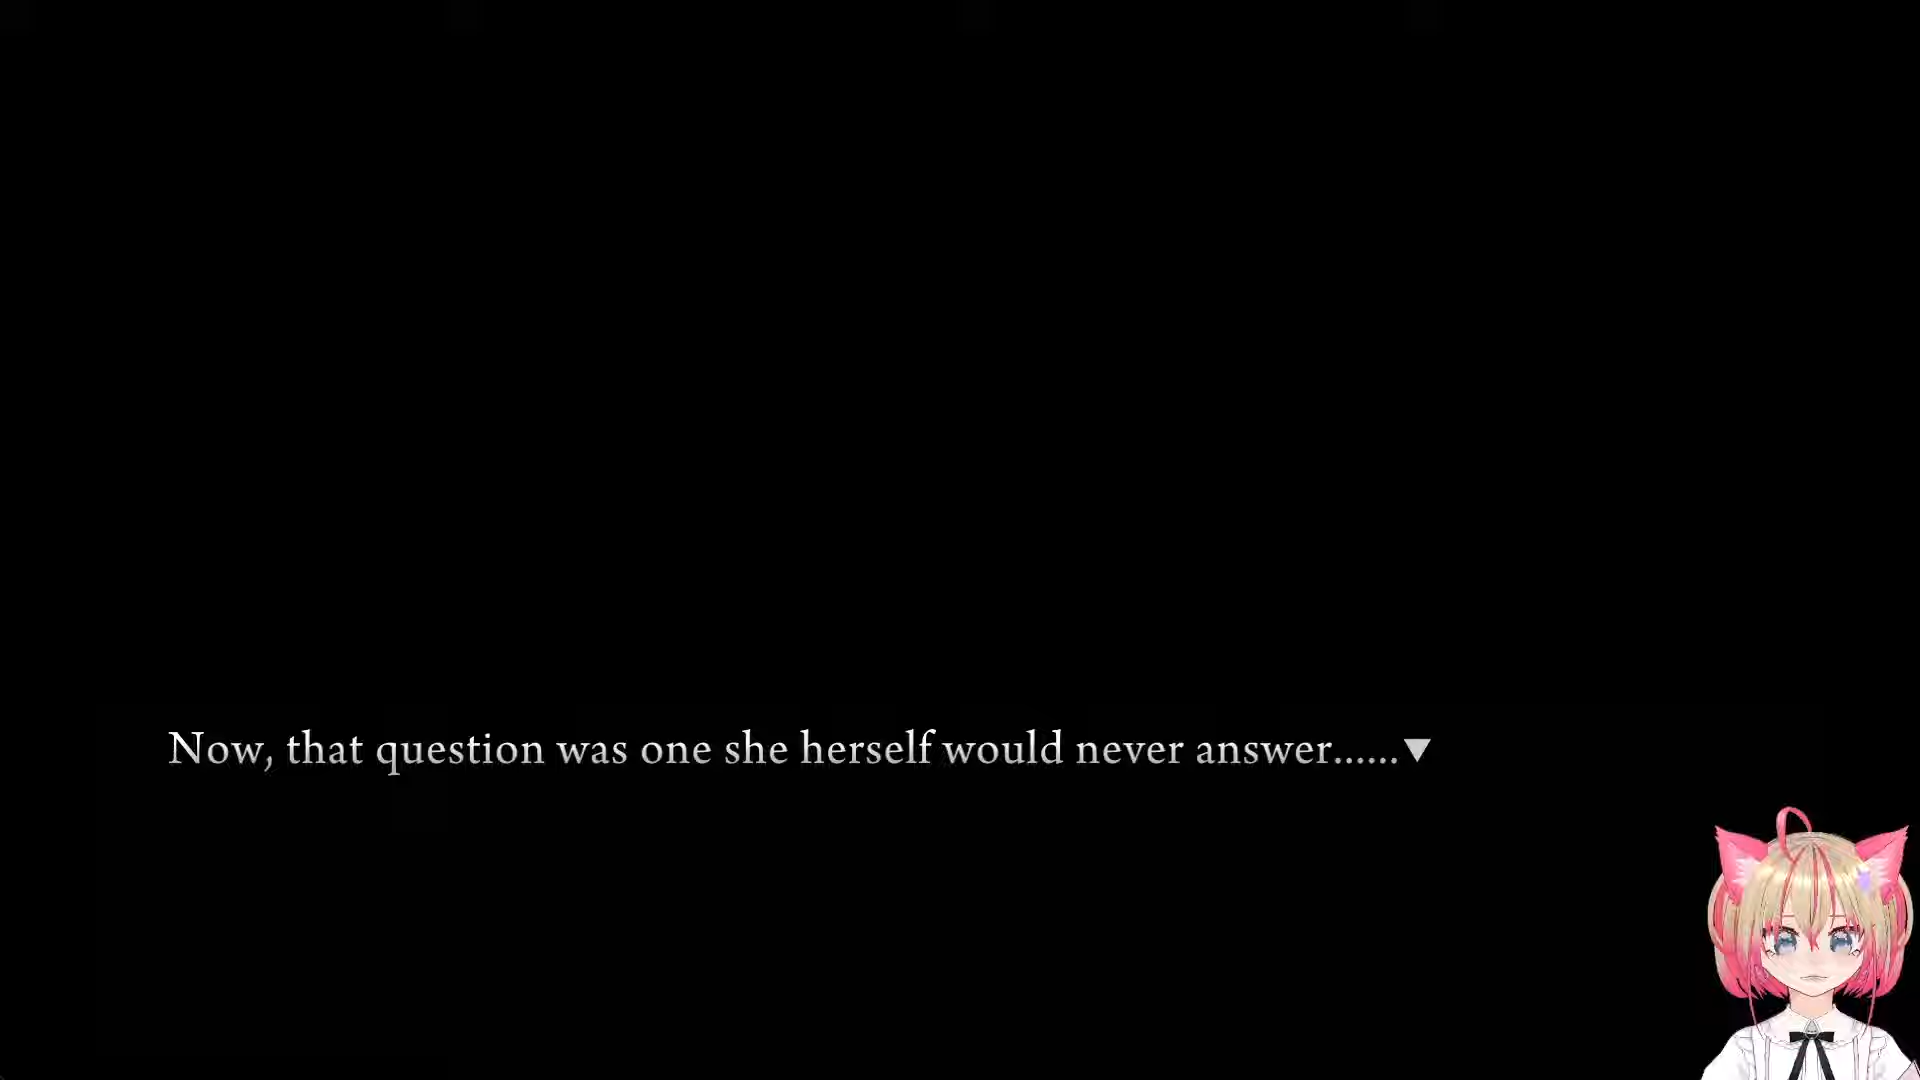 Now, that question was one she herself would never answer......▼